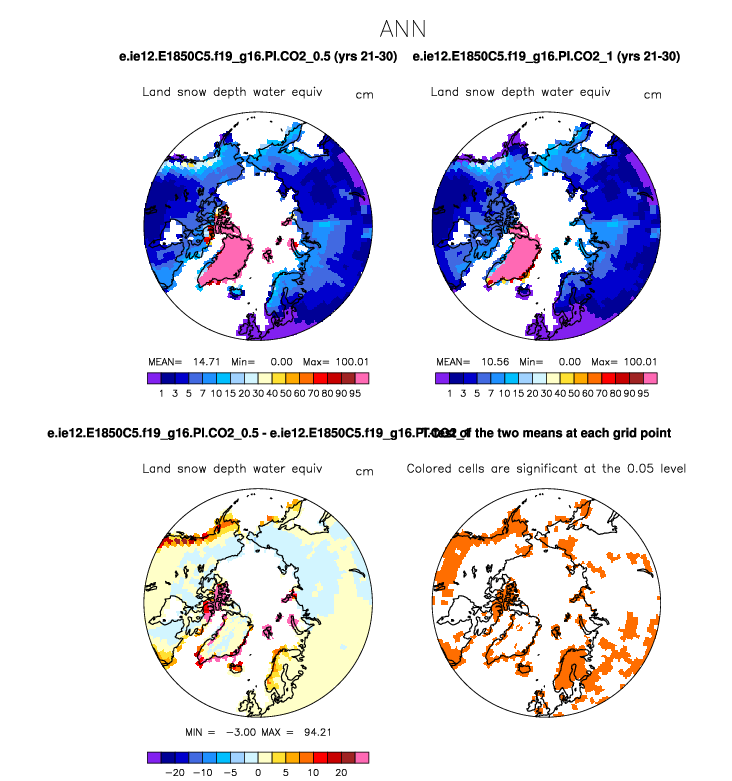 ANN
e.ie12.E1850C5.f19_g16.PI.CO2_0.5 (yrs 21-30) e.ie12.E1850C5.f19_g16.PI.CO2_1 (yrs 21-30)
Land snow depth water equiv cm Land snow depth water equiv cm
MEAN= 14.71 Min= 0.00 Max= 100.01 MEAN= 10.56 Min= 0.00 Max= 100.01
1 3 5 7 10 15 20 30 40 50 60 70 80 90 95 1 3 5 7 10 15 20 30 40 50 60 70 80 90 95
e.ie12.E1850C5.f19_g16.PI.CO2_0.5 - e.ie12.E1850C5.f19_g16.PI.CO2_1 T-test of the two means at each grid point
Land snow depth water equiv cm Colored cells are significant at the 0.05 level
MIN = -3.00 MAX = 94.21
-20 -10 -5 0 5 10 20